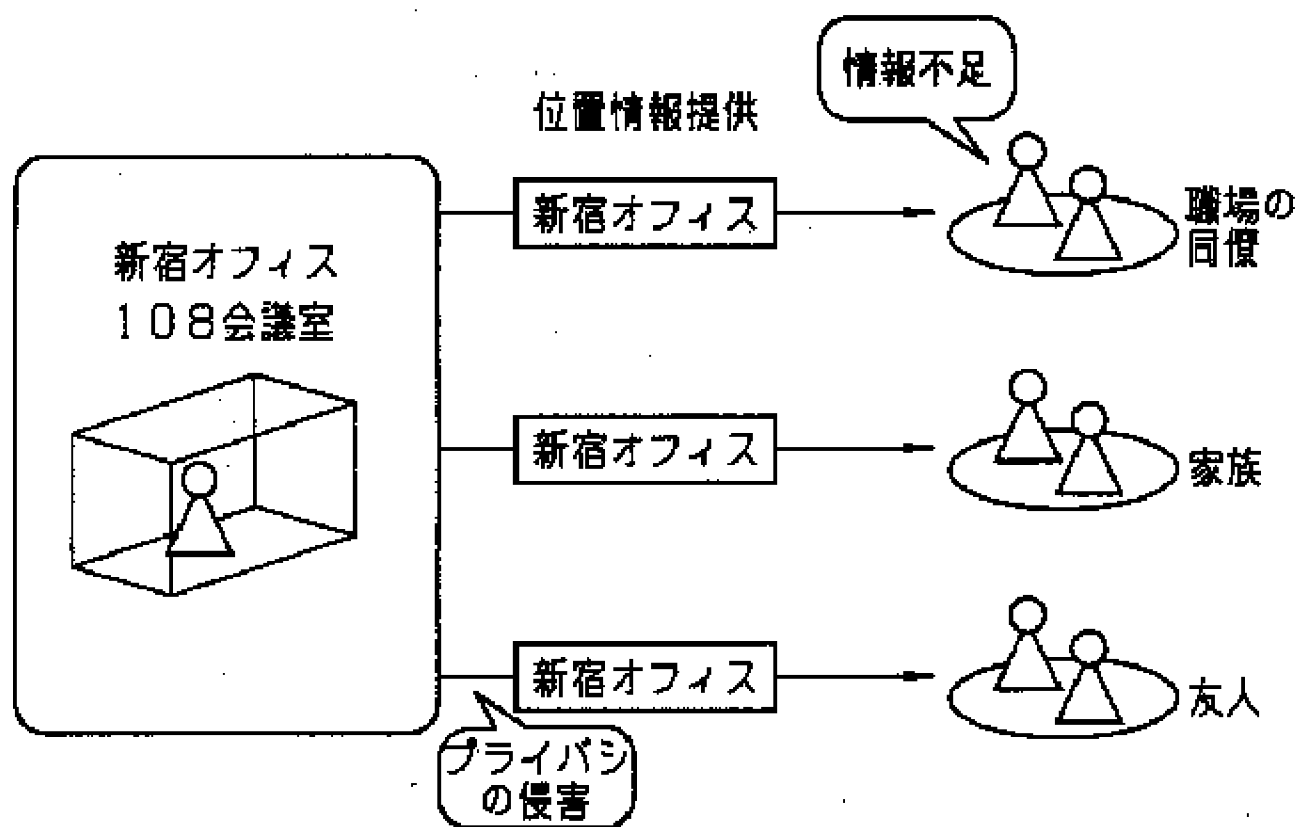 情報不足
位置情報提供
新宿オフィス
職場の
同僚
新宿オフィス
108会議室
新宿オフィス
家族
新宿オフィス
友人
プライバシ
の侵害